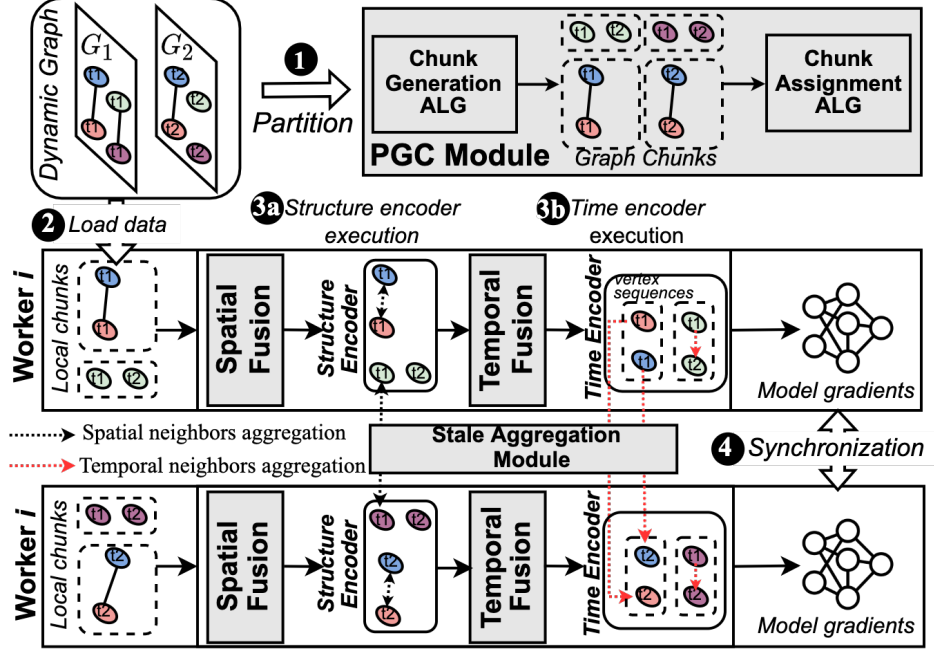 Dynamic Graph
G1
G2
t1
t1
t1
t1
t2
t2
t2
t2
1
Partition
Chunk
Generation
ALG
t1
t2
t1
t2
t1
t2
t1
t2
Chunk
Assignment
ALG
PGC Module
Graph Chunks
2
Load data
3a
Structure encoder
execution
3b
Time encoder
execution
Worker i
Local chunks
t1
t1
t1
t2
Spatial
Fusion
Structure
Encoder
t1
t1
t1
t2
Temporal
Fusion
Time Encoder
vertex
sequences
t1
t1
t1
t2
Model gradients
Spatial neighbors aggregation
Temporal neighbors aggregation
Stale Aggregation
Module
4
Synchronization
Worker i
Local chunks
t1
t2
t2
t2
Spatial
Fusion
Structure
Encoder
t1
t2
t2
t2
Temporal
Fusion
Time Encoder
t2
t1
t2
t2
Model gradients